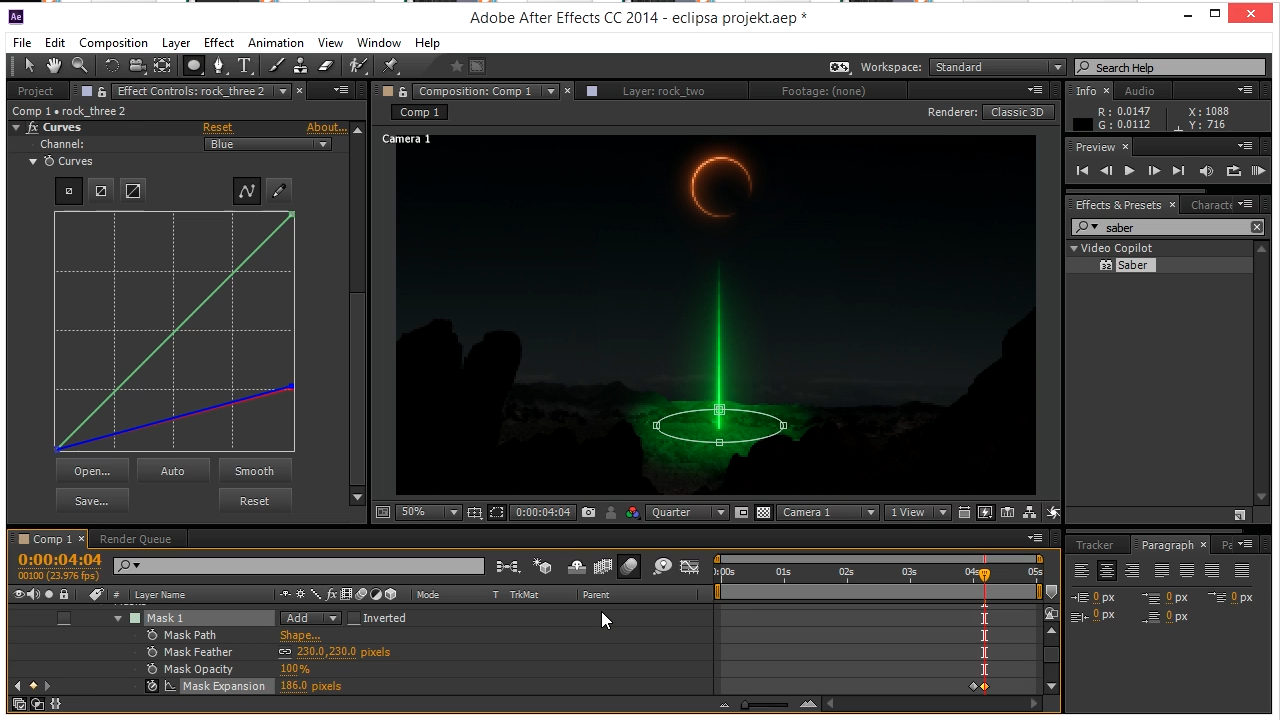 Ae Adobe After Effects CC 2014 - eclipsa projekt.aep *
File Edit Composition Layer Effect Animation View Window Help
T Workspace: Standard Search Help
Project Effect Controls: rock_three 2 Composition: Comp 1 Layer: rock_two Footage: (none) Info Audio
Comp 1 • rock_three 2
Comp 1 Renderer: Classic 3D
R: 0.0147 X: 1088
G: 0.0112 Y: 716
fx Curves Reset About...
Channel: Blue
Curves
Camera 1
Preview
Effects & Presets Characte
saber
Video Copilot
32 Saber
Open... Auto Smooth
Save... Reset
50% 0:00:04:04 Quarter Camera 1 1 View
Comp 1 Render Queue
Tracker Paragraph Pa
0:00:04:04
00100 (23.976 fps)
0:00s 01s 02s 03s 04s 05s
# Layer Name fx Mode T TrkMat Parent
0 px 0 px 0 px
0 px 0 px
Mask 1 Add Inverted
Mask Path Shape...
Mask Feather 230.0,230.0 pixels
Mask Opacity 100%
Mask Expansion 186.0 pixels